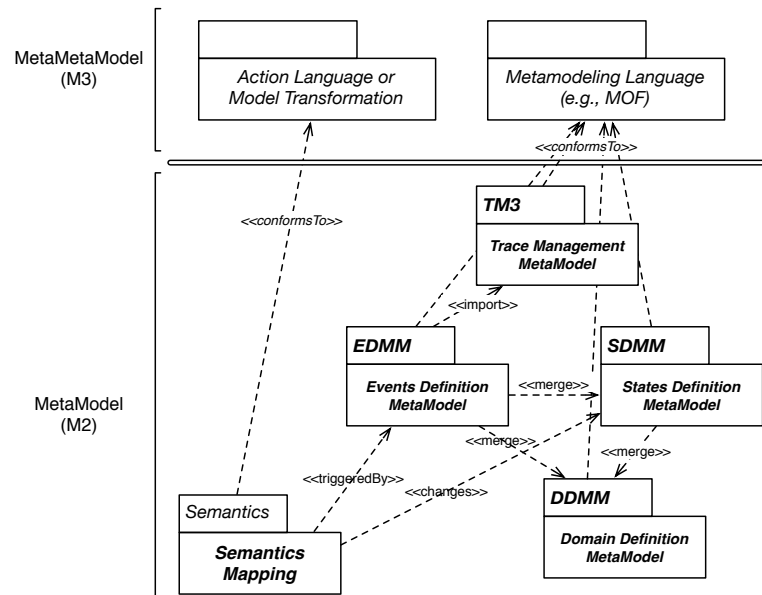 MetaMetaModel
(M3)
Action Language or
Model Transformation
Metamodeling Language
(e.g., MOF)
<<conformsTo>>
<<conformsTo>>
TM3
Trace Management
MetaModel
<<import>>
EDMM
Events Definition
MetaModel
<<merge>>
SDMM
States Definition
MetaModel
MetaModel
(M2)
<<merge>>
<<merge>>
<<triggeredBy>>
<<changes>>
Semantics
Semantics
Mapping
DDMM
Domain Definition
MetaModel